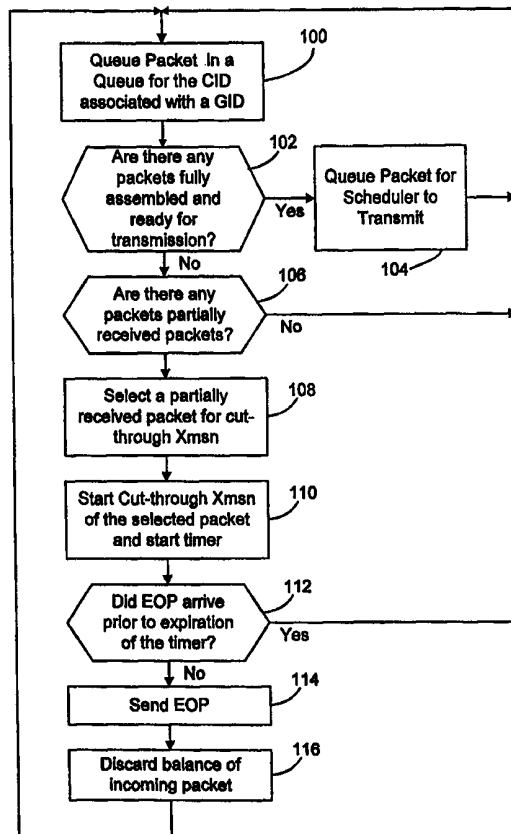 Queue Packet In a
Queue for the CID
associated with a GID
100
102
Are there any
packets fully
assembled and
ready for
transmission?
Yes
Queue Packet for
Scheduler to
Transmit
104
No
106
Are there any
packets partially
received packets?
No
Select a partially
received packet for cut-
through Xmsn
108
Start Cut-through Xmsn
of the selected packet
and start timer
110
Did EOP arrive
prior to expiration
of the timer?
112
Yes
No
Send EOP
114
Discard balance of
incoming packet
116